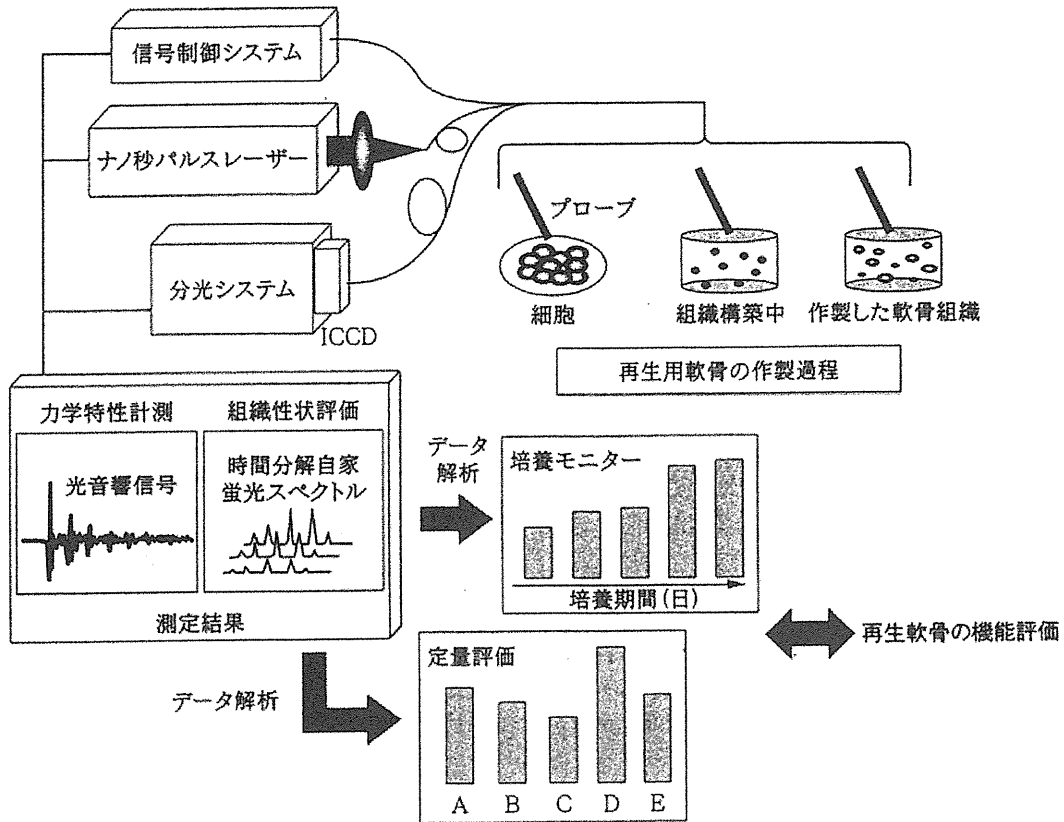 信号制御システム
ナノ秒パルスレーザー
分光システム
ICCD
プローブ
細胞
組織構築中
作製した軟骨組織
再生用軟骨の作製過程
力学特性計測
組織性状評価
光音響信号
時間分解自家
蛍光スペクトル
測定結果
データ
解析
培養モニター
培養期間(日)
データ解析
定量評価
A B C D E
再生軟骨の機能評価